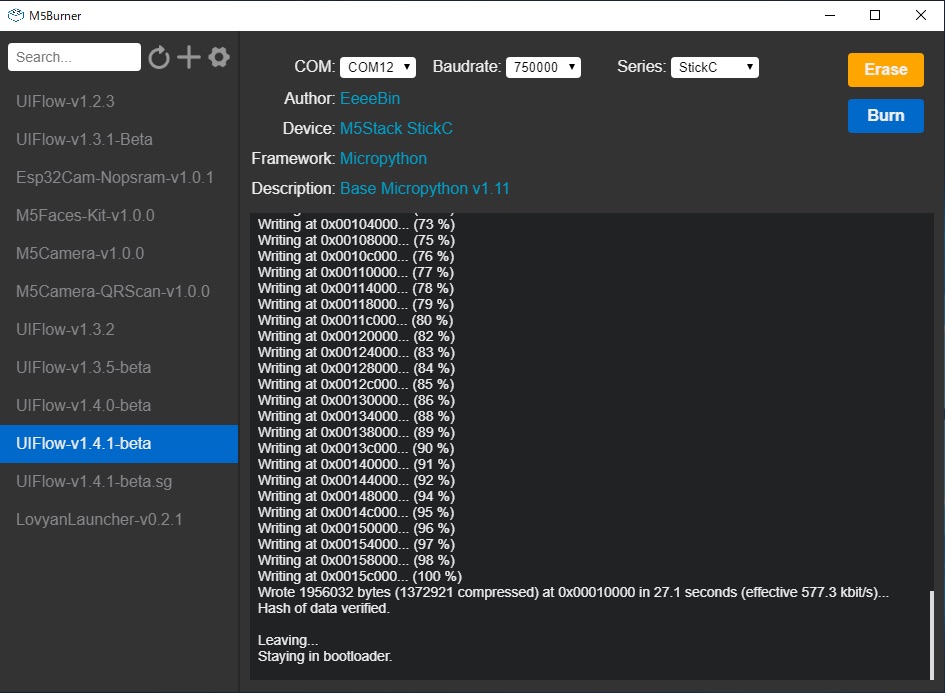 M5Burner
Search...
UIFlow-v1.2.3
UIFlow-v1.3.1-Beta
Esp32Cam-Nopsram-v1.0.1
M5Faces-Kit-v1.0.0
M5Camera-v1.0.0
M5Camera-QRScan-v1.0.0
UIFlow-v1.3.2
UIFlow-v1.3.5-beta
UIFlow-v1.4.0-beta
UIFlow-v1.4.1-beta
UIFlow-v1.4.1-beta.sg
LovyanLauncher-v0.2.1
COM: COM12 Baudrate: 750000 Series: StickC
Erase
Burn
Author: EeeeBin
Device: M5Stack StickC
Framework: Micropython
Description: Base Micropython v1.11
Writing at 0x00104000... (73 %)
Writing at 0x00108000... (75 %)
Writing at 0x0010c000... (76 %)
Writing at 0x00110000... (77 %)
Writing at 0x00114000... (78 %)
Writing at 0x00118000... (79 %)
Writing at 0x0011c000... (80 %)
Writing at 0x00120000... (82 %)
Writing at 0x00124000... (83 %)
Writing at 0x00128000... (84 %)
Writing at 0x0012c000... (85 %)
Writing at 0x00130000... (86 %)
Writing at 0x00134000... (88 %)
Writing at 0x00138000... (89 %)
Writing at 0x0013c000... (90 %)
Writing at 0x00140000... (91 %)
Writing at 0x00144000... (92 %)
Writing at 0x00148000... (94 %)
Writing at 0x0014c000... (95 %)
Writing at 0x00150000... (96 %)
Writing at 0x00154000... (97 %)
Writing at 0x00158000... (98 %)
Writing at 0x0015c000... (100 %)
Wrote 1956032 bytes (1372921 compressed) at 0x00010000 in 27.1 seconds (effective 577.3 kbit/s)...
Hash of data verified.
Leaving...
Staying in bootloader.